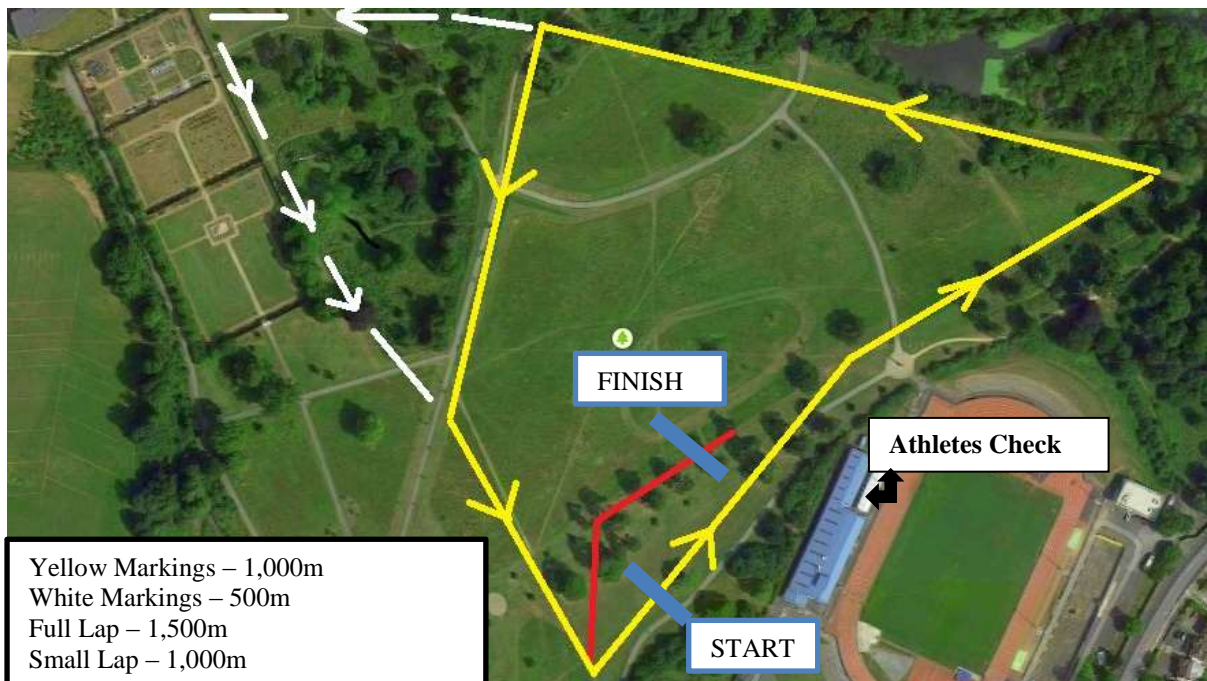 FINISH
Athletes Check
START
Yellow Markings – 1,000m
White Markings – 500m
Full Lap – 1,500m
Small Lap – 1,000m